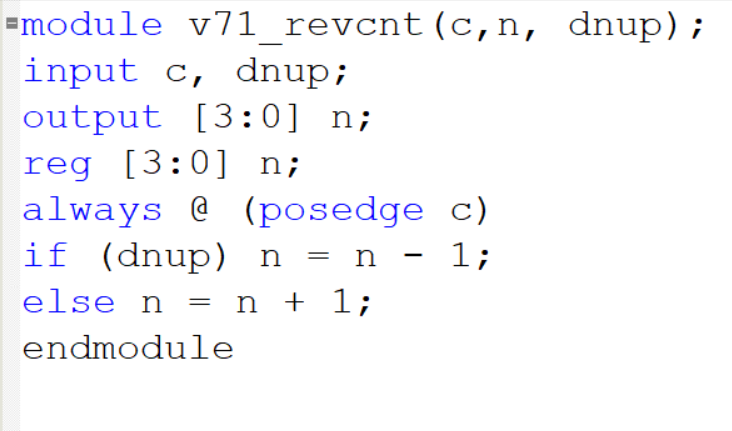 module v71_revcnt(c,n, dnup);
input c, dnup;
output [3:0] n;
reg [3:0] n;
always @ (posedge c)
if (dnup) n = n - 1;
else n = n + 1;
endmodule